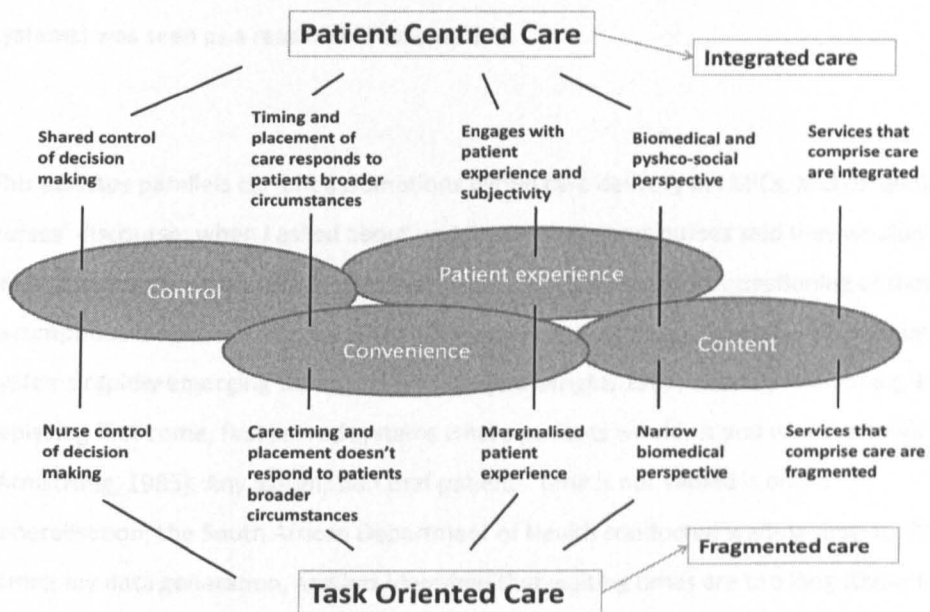 Patient Centred Care
Integrated care
Shared control
of decision
making
Timing and
placement of
care responds to
patients broader
circumstances
Engages with
patient
experience and
subjectivity
Biomedical and
pyshco-social
perspective
Services that
comprise care
are integrated
Control
Patient experience
Convenience
Content
Nurse control
of decision
making
Care timing and
placement doesn't
respond to patients
broader
circumstances
Marginalised
patient
experience
Narrow
biomedical
perspective
Services that
comprise care are
fragmented
Fragmented care
Task Oriented Care